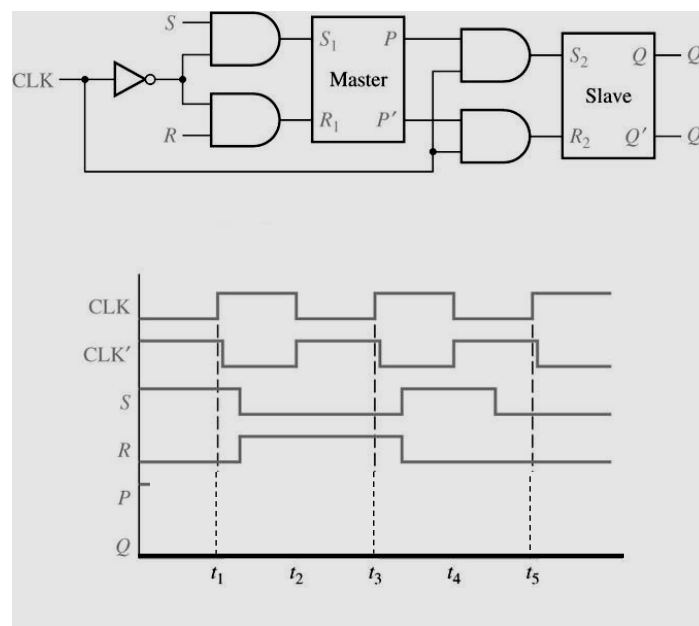 S
S₁ P S₂ Q Q
CLK Master Slave
R R₁ P′ R₂ Q′ Q
CLK
CLK′
S
R
P
Q
t₁ t₂ t₃ t₄ t₅